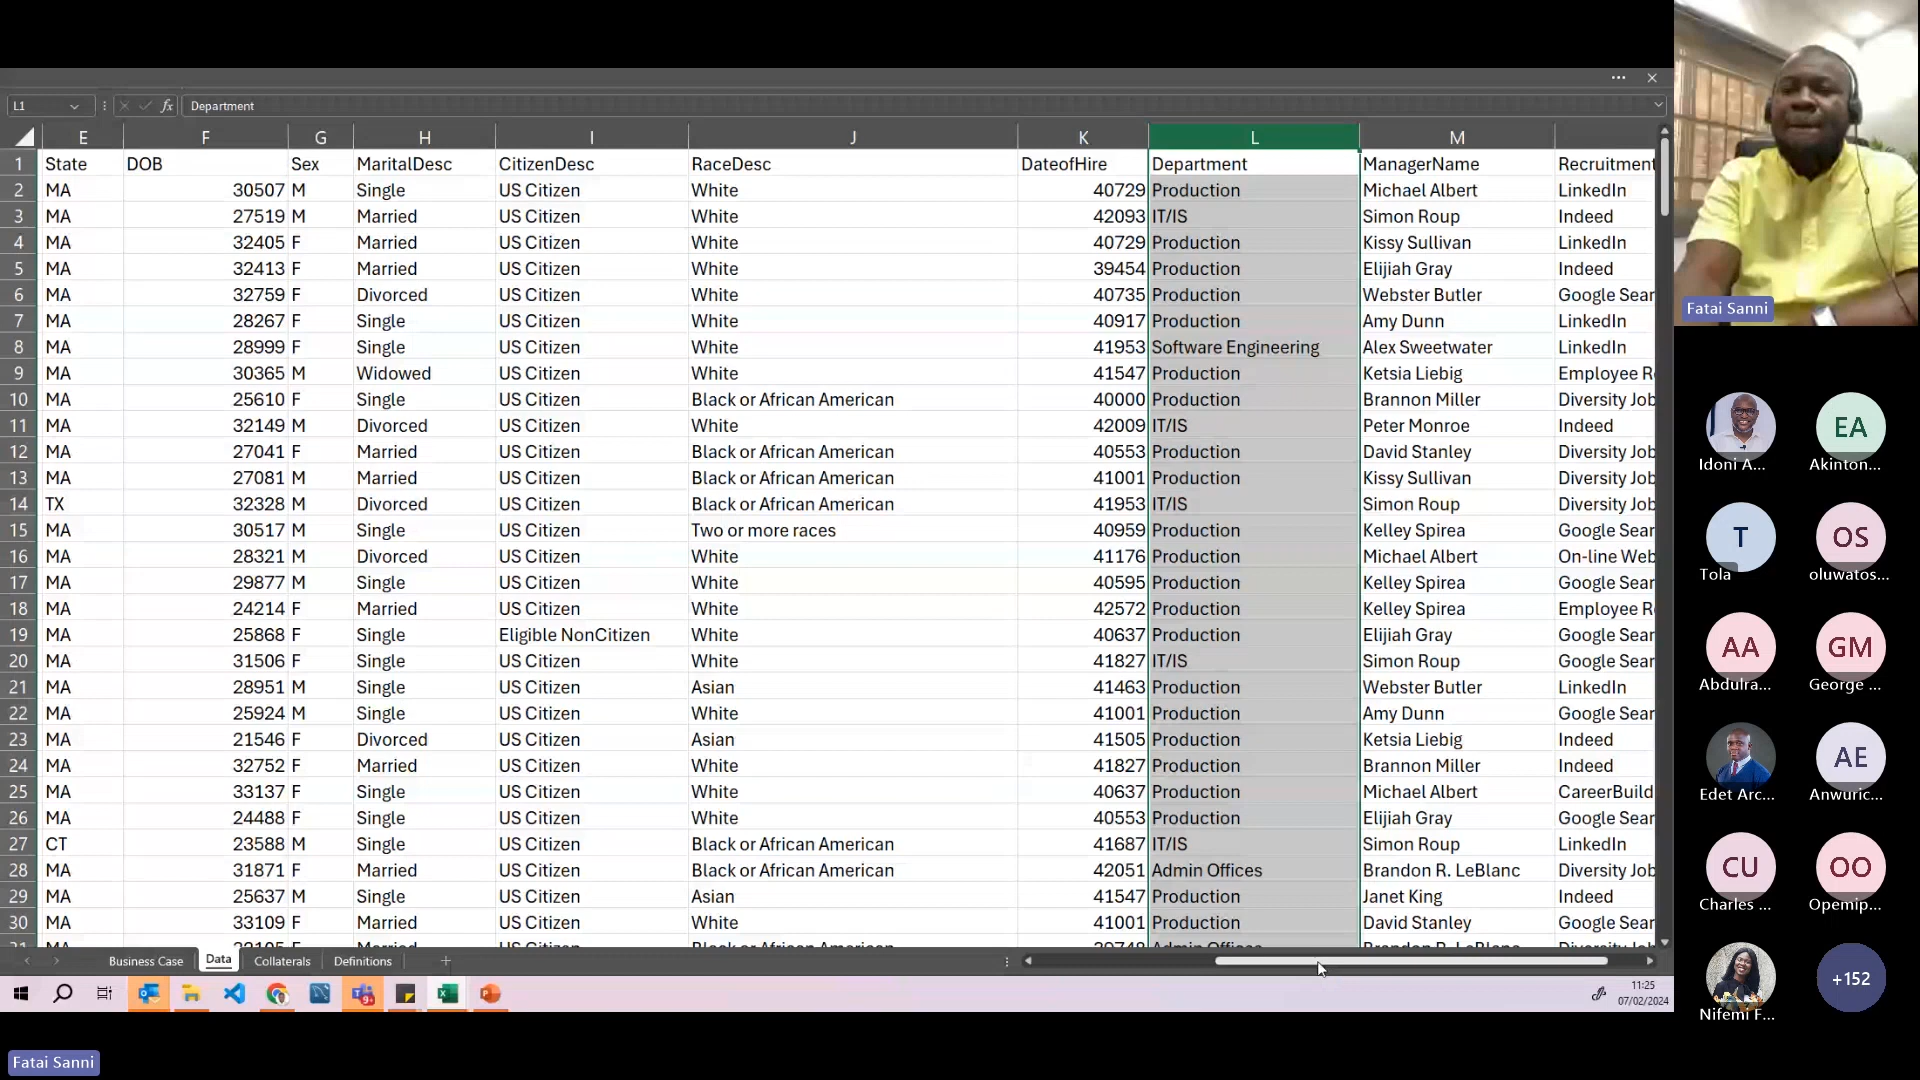 L1 fx Department
E F G H I J K L M
1 State DOB Sex MaritalDesc CitizenDesc RaceDesc DateofHire Department ManagerName Recruitment
2 MA 30507 M Single US Citizen White 40729 Production Michael Albert LinkedIn
3 MA 27519 M Married US Citizen White 42093 IT/IS Simon Roup Indeed
4 MA 32405 F Married US Citizen White 40729 Production Kissy Sullivan LinkedIn
5 MA 32413 F Married US Citizen White 39454 Production Elijiah Gray Indeed
6 MA 32759 F Divorced US Citizen White 40735 Production Webster Butler Google Sear
7 MA 28267 F Single US Citizen White 40917 Production Amy Dunn LinkedIn
8 MA 28999 F Single US Citizen White 41953 Software Engineering Alex Sweetwater LinkedIn
9 MA 30365 M Widowed US Citizen White 41547 Production Ketsia Liebig Employee R
10 MA 25610 F Single US Citizen Black or African American 40000 Production Brannon Miller Diversity Job
11 MA 32149 M Divorced US Citizen White 42009 IT/IS Peter Monroe Indeed
12 MA 27041 F Married US Citizen Black or African American 40553 Production David Stanley Diversity Job
13 MA 27081 M Married US Citizen Black or African American 41001 Production Kissy Sullivan Diversity Job
14 TX 32328 M Divorced US Citizen Black or African American 41953 IT/IS Simon Roup Diversity Job
15 MA 30517 M Single US Citizen Two or more races 40959 Production Kelley Spirea Google Sear
16 MA 28321 M Divorced US Citizen White 41176 Production Michael Albert On-line Web
17 MA 29877 M Single US Citizen White 40595 Production Kelley Spirea Google Sear
18 MA 24214 F Married US Citizen White 42572 Production Kelley Spirea Employee R
19 MA 25868 F Single Eligible NonCitizen White 40637 Production Elijiah Gray Google Sear
20 MA 31506 F Single US Citizen White 41827 IT/IS Simon Roup Google Sear
21 MA 28951 M Single US Citizen Asian 41463 Production Webster Butler LinkedIn
22 MA 25924 M Single US Citizen White 41001 Production Amy Dunn Google Sear
23 MA 21546 F Divorced US Citizen Asian 41505 Production Ketsia Liebig Indeed
24 MA 32752 F Married US Citizen White 41827 Production Brannon Miller Indeed
25 MA 33137 F Single US Citizen White 40637 Production Michael Albert CareerBuild
26 MA 24488 F Single US Citizen White 40553 Production Elijiah Gray Google Sear
27 CT 23588 M Single US Citizen Black or African American 41687 IT/IS Simon Roup LinkedIn
28 MA 31871 F Married US Citizen Black or African American 42051 Admin Offices Brandon R. LeBlanc Diversity Job
29 MA 25637 M Single US Citizen Asian 41547 Production Janet King Indeed
30 MA 33109 F Married US Citizen White 41001 Production David Stanley Google Sear
Business Case Data Collaterals Definitions
9+
11:25
07/02/2024
Fatai Sanni
Fatai Sanni
Idoni A...
EA
Akinton...
T
Tola
OS
oluwatos...
AA
Abdulra...
GM
George ...
Edet Arc...
AE
Anwuric...
CU
Charles ...
OO
Opemip...
Nifemi F...
+152